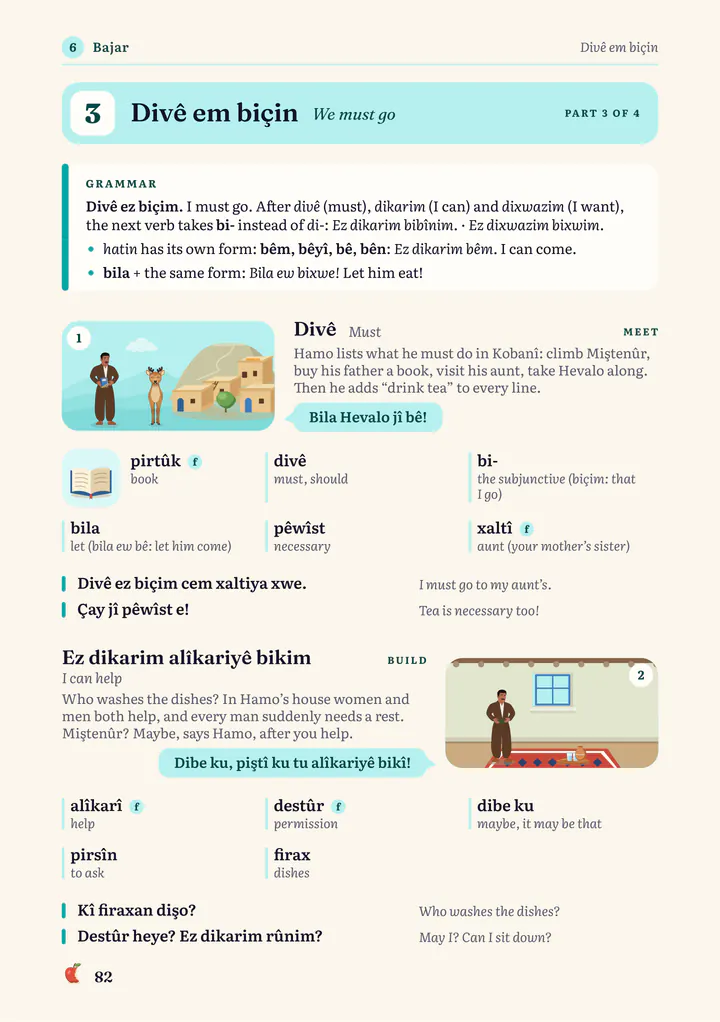 6 Bajar
Divê em biçin
3 Divê em biçin We must go PART 3 OF 4
GRAMMAR
Divê ez biçim. I must go. After divê (must), dikarim (I can) and dixwazim (I want),
the next verb takes bi- instead of di-: Ez dikarim bibînim. · Ez dixwazim bixwim.
• hatin has its own form: bêm, bêyî, bê, bên: Ez dikarim bêm. I can come.
• bila + the same form: Bila ew bixwe! Let him eat!
1
Divê Must MEET
Hamo lists what he must do in Kobanî: climb Miştenûr,
buy his father a book, visit his aunt, take Hevalo along.
Then he adds “drink tea” to every line.
Bila Hevalo jî bê!
pirtûk f
book
divê
must, should
bi-
the subjunctive (biçim: that
I go)
bila
let (bila ew bê: let him come)
pêwîst
necessary
xaltî f
aunt (your mother’s sister)
Divê ez biçim cem xaltiya xwe. I must go to my aunt’s.
Çay jî pêwîst e! Tea is necessary too!
Ez dikarim alîkariyê bikim BUILD
I can help
Who washes the dishes? In Hamo’s house women and
men both help, and every man suddenly needs a rest.
Miştenûr? Maybe, says Hamo, after you help.
Dibe ku, piştî ku tu alîkariyê bikî!
2
alîkarî f
help
destûr f
permission
dibe ku
maybe, it may be that
pirsîn
to ask
firax
dishes
Kî firaxan dişo? Who washes the dishes?
Destûr heye? Ez dikarim rûnim? May I? Can I sit down?
82